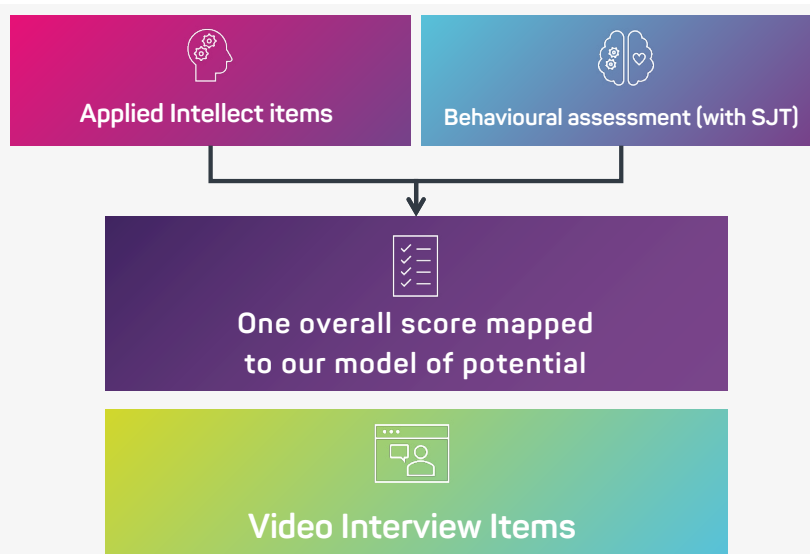 Applied Intellect items
Behavioural assessment (with SJT)
One overall score mapped
to our model of potential
Video Interview Items